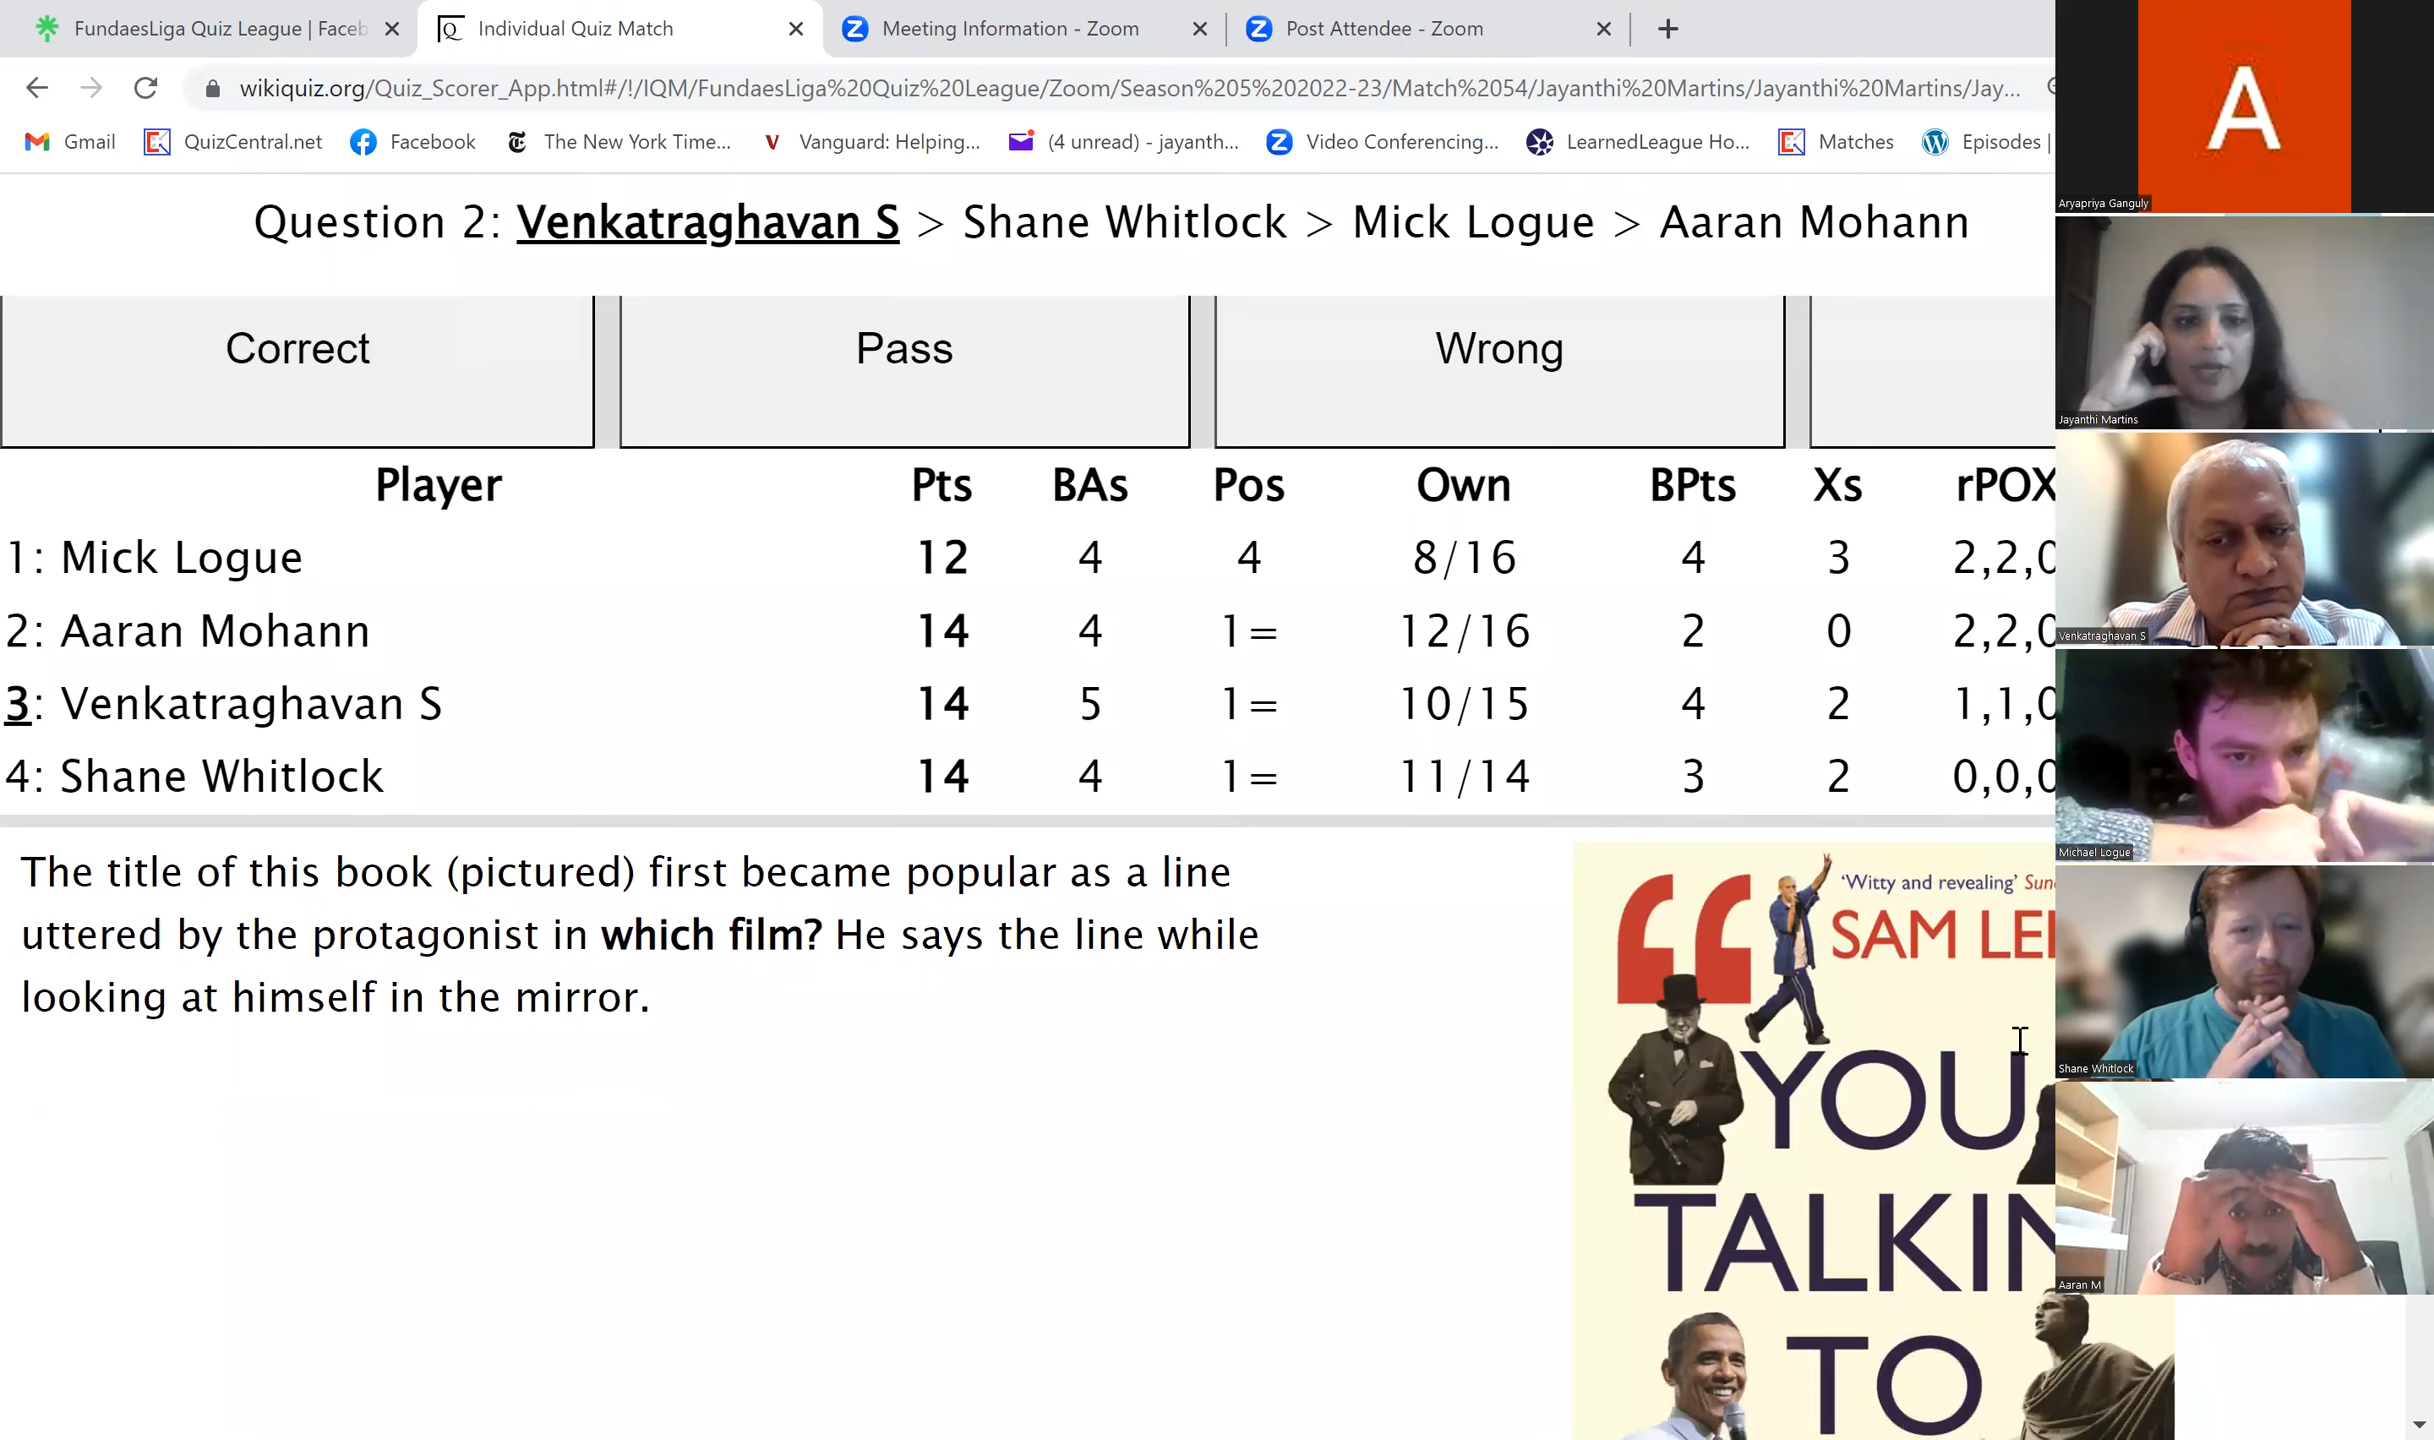 FundaesLiga Quiz League | Faceb
Individual Quiz Match
Meeting Information - Zoom
Post Attendee - Zoom
wikiquiz.org/Quiz_Scorer_App.html#/!/IQM/FundaesLiga%20Quiz%20League/Zoom/Season%205%202022-23/Match%2054/Jayanthi%20Martins/Jayanthi%20Martins/Jay...
Gmail
QuizCentral.net
Facebook
The New York Time...
Vanguard: Helping...
(4 unread) - jayanth...
Video Conferencing...
LearnedLeague Ho...
Matches
Episodes |
A
Aryapriya Ganguly
Question 2: Venkatraghavan S > Shane Whitlock > Mick Logue > Aaran Mohann
Correct Pass Wrong
Jayanthi Martins
Player Pts BAs Pos Own BPts Xs rPOX
1: Mick Logue 12 4 4 8/16 4 3 2,2,0
2: Aaran Mohann 14 4 1= 12/16 2 0 2,2,0
Venkatraghavan S
3: Venkatraghavan S 14 5 1= 10/15 4 2 1,1,0
4: Shane Whitlock 14 4 1= 11/14 3 2 0,0,0
Michael Logue
The title of this book (pictured) first became popular as a line
uttered by the protagonist in which film? He says the line while
looking at himself in the mirror.
'Witty and revealing' Sun
SAM LE
YOU
TALKIN
TO
Shane Whitlock
Aaran M